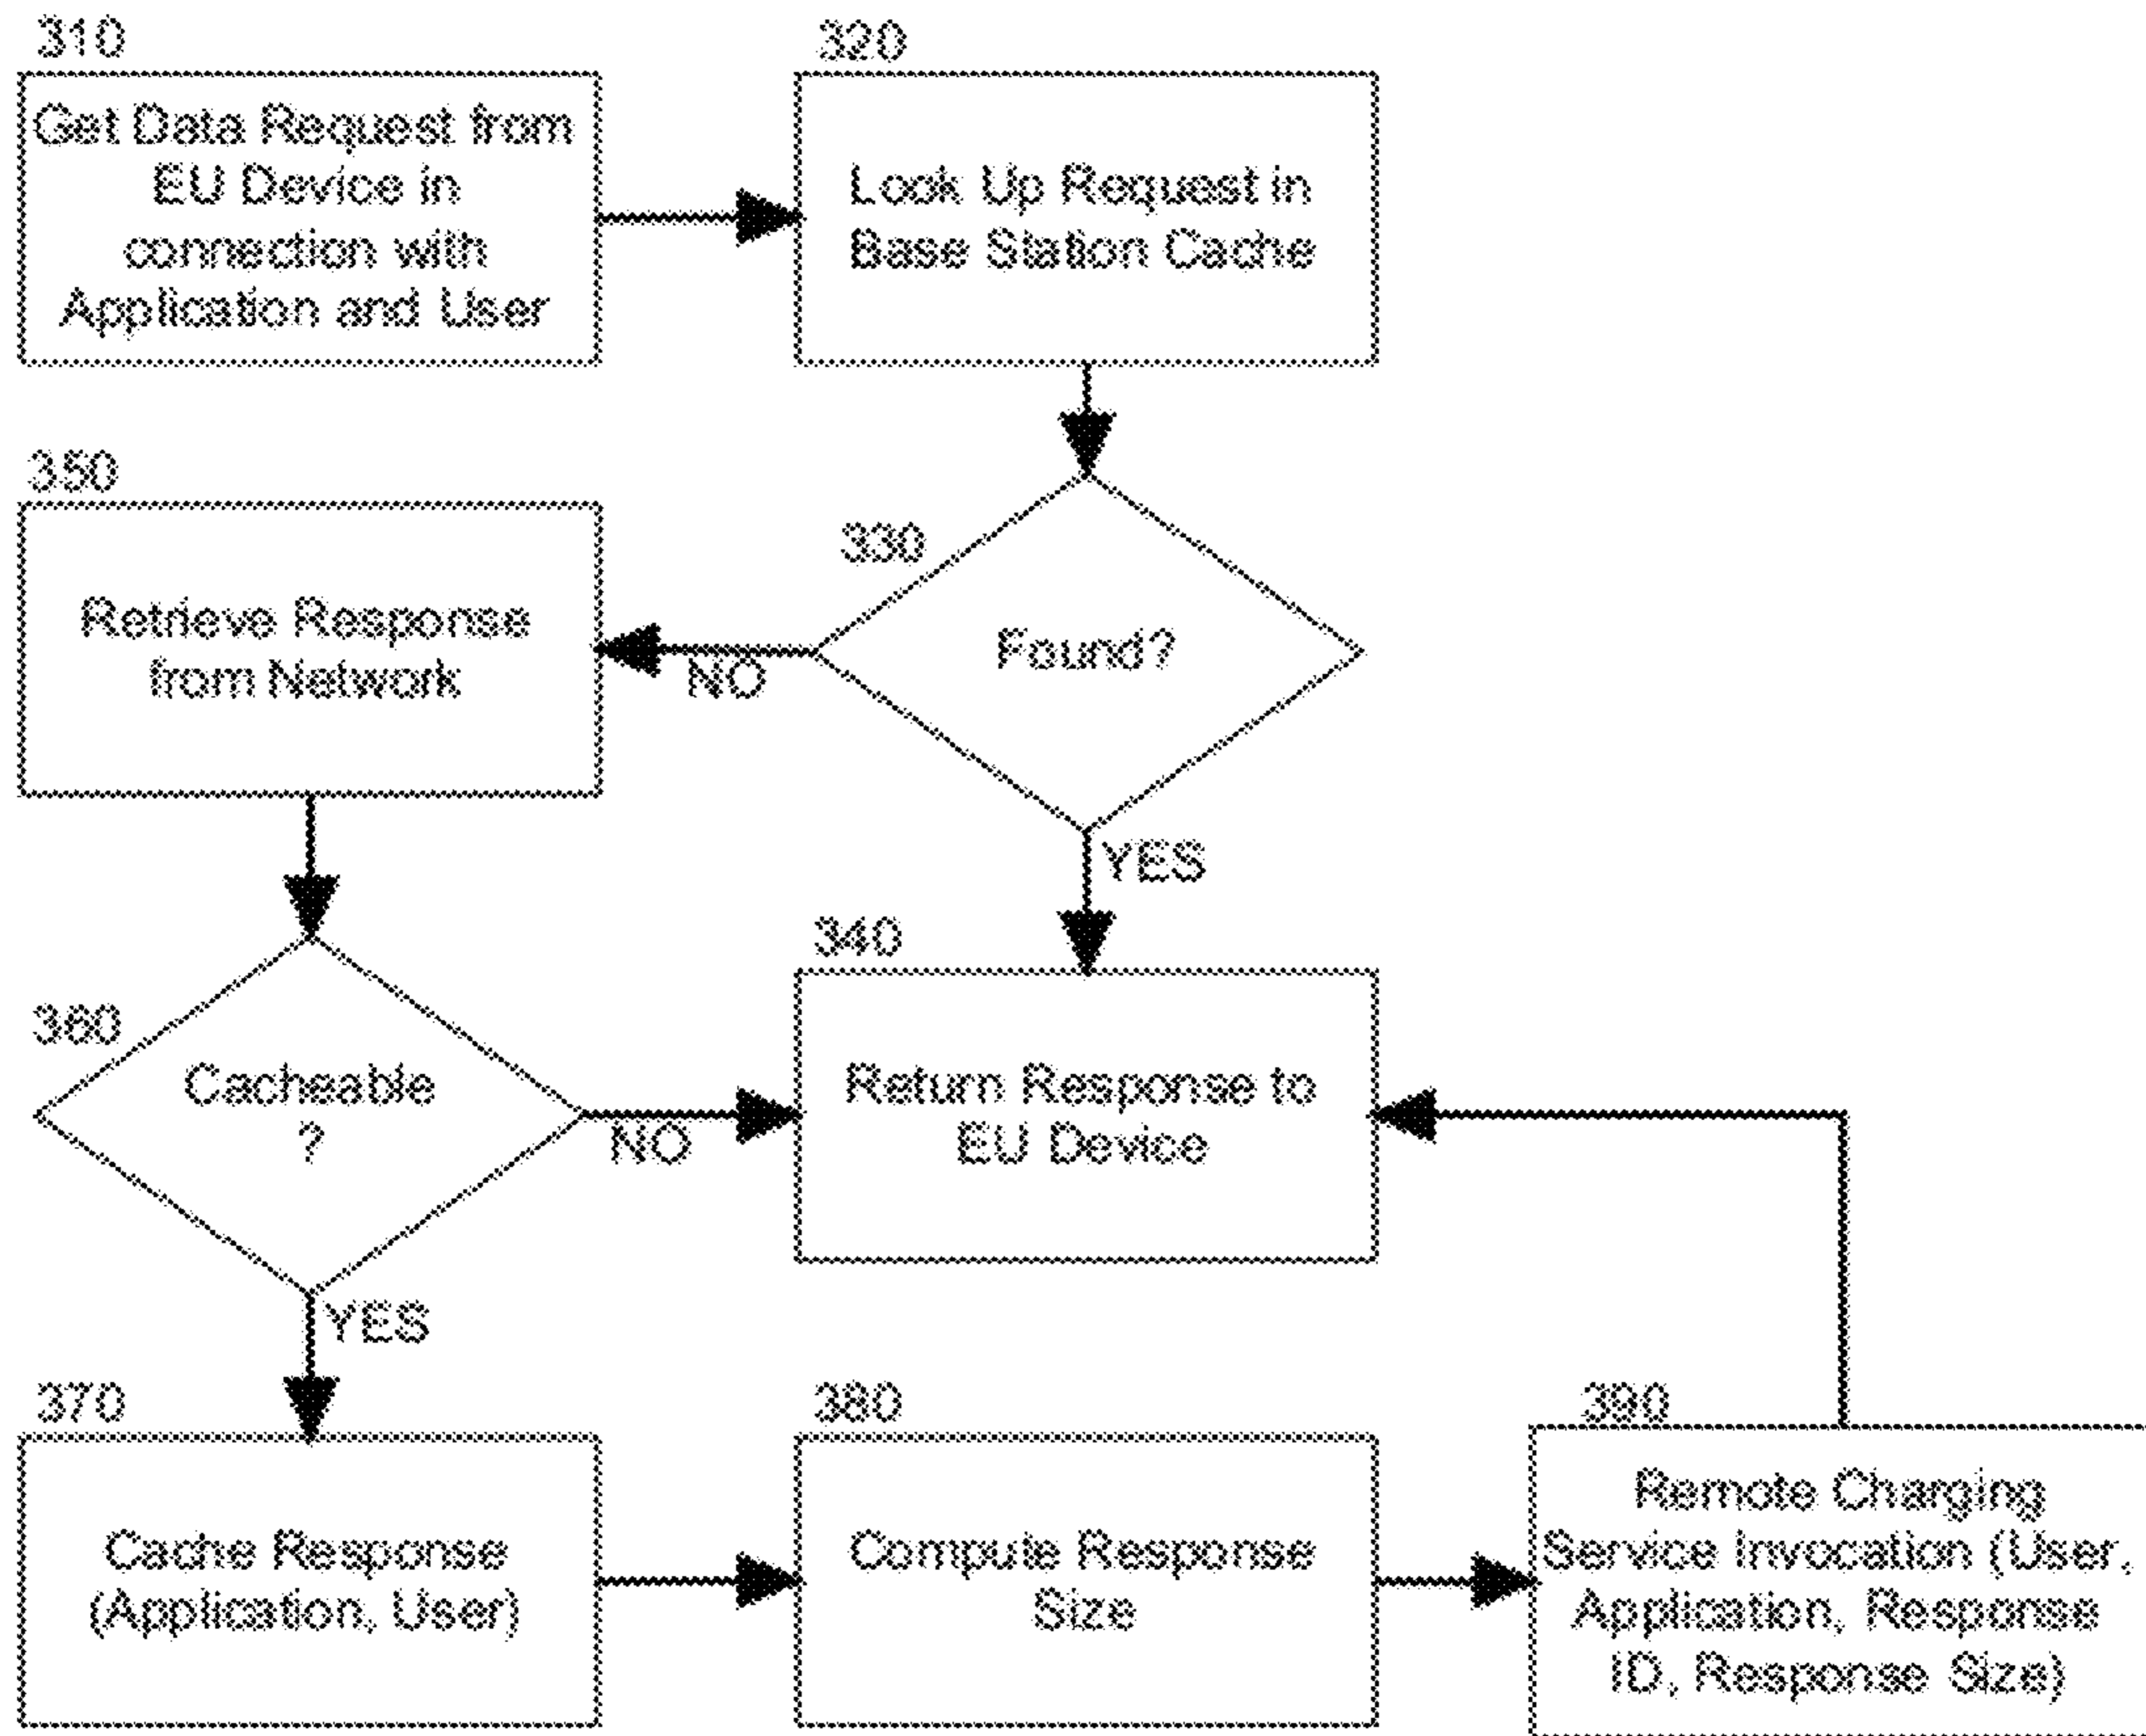 310
Get Data Request from
EU Device in
connection with
Application and User
320
Look Up Request in
Base Station Cache
330
Found?
NO
YES
350
Retrieve Response
from Network
360
Cacheable
?
NO
YES
340
Return Response to
EU Device
370
Cache Response
(Application, User)
380
Compute Response
Size
390
Remote Charging
Service Invocation (User,
Application, Response
ID, Response Size)